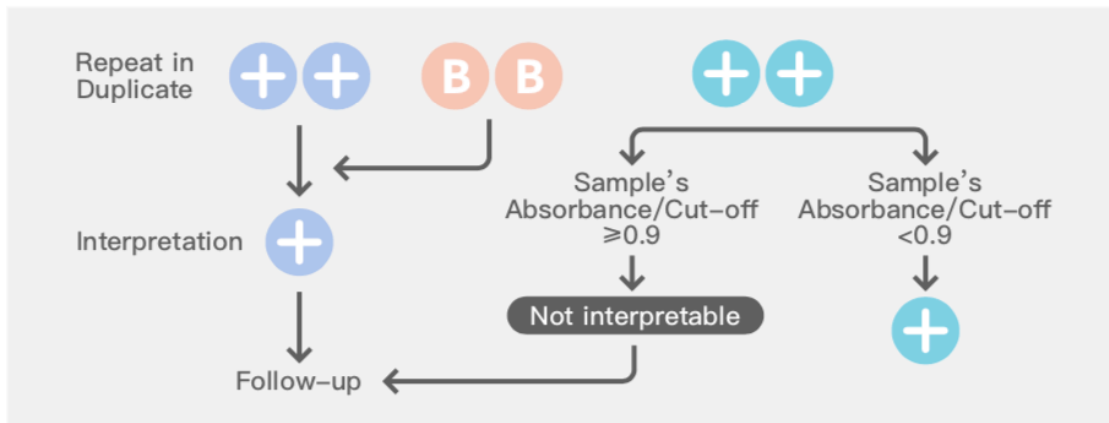 Repeat in
Duplicate
+ + B B + +
Sample's
Absorbance/Cut-off
≥0.9
Sample's
Absorbance/Cut-off
<0.9
Interpretation
+
Not interpretable
+
Follow-up